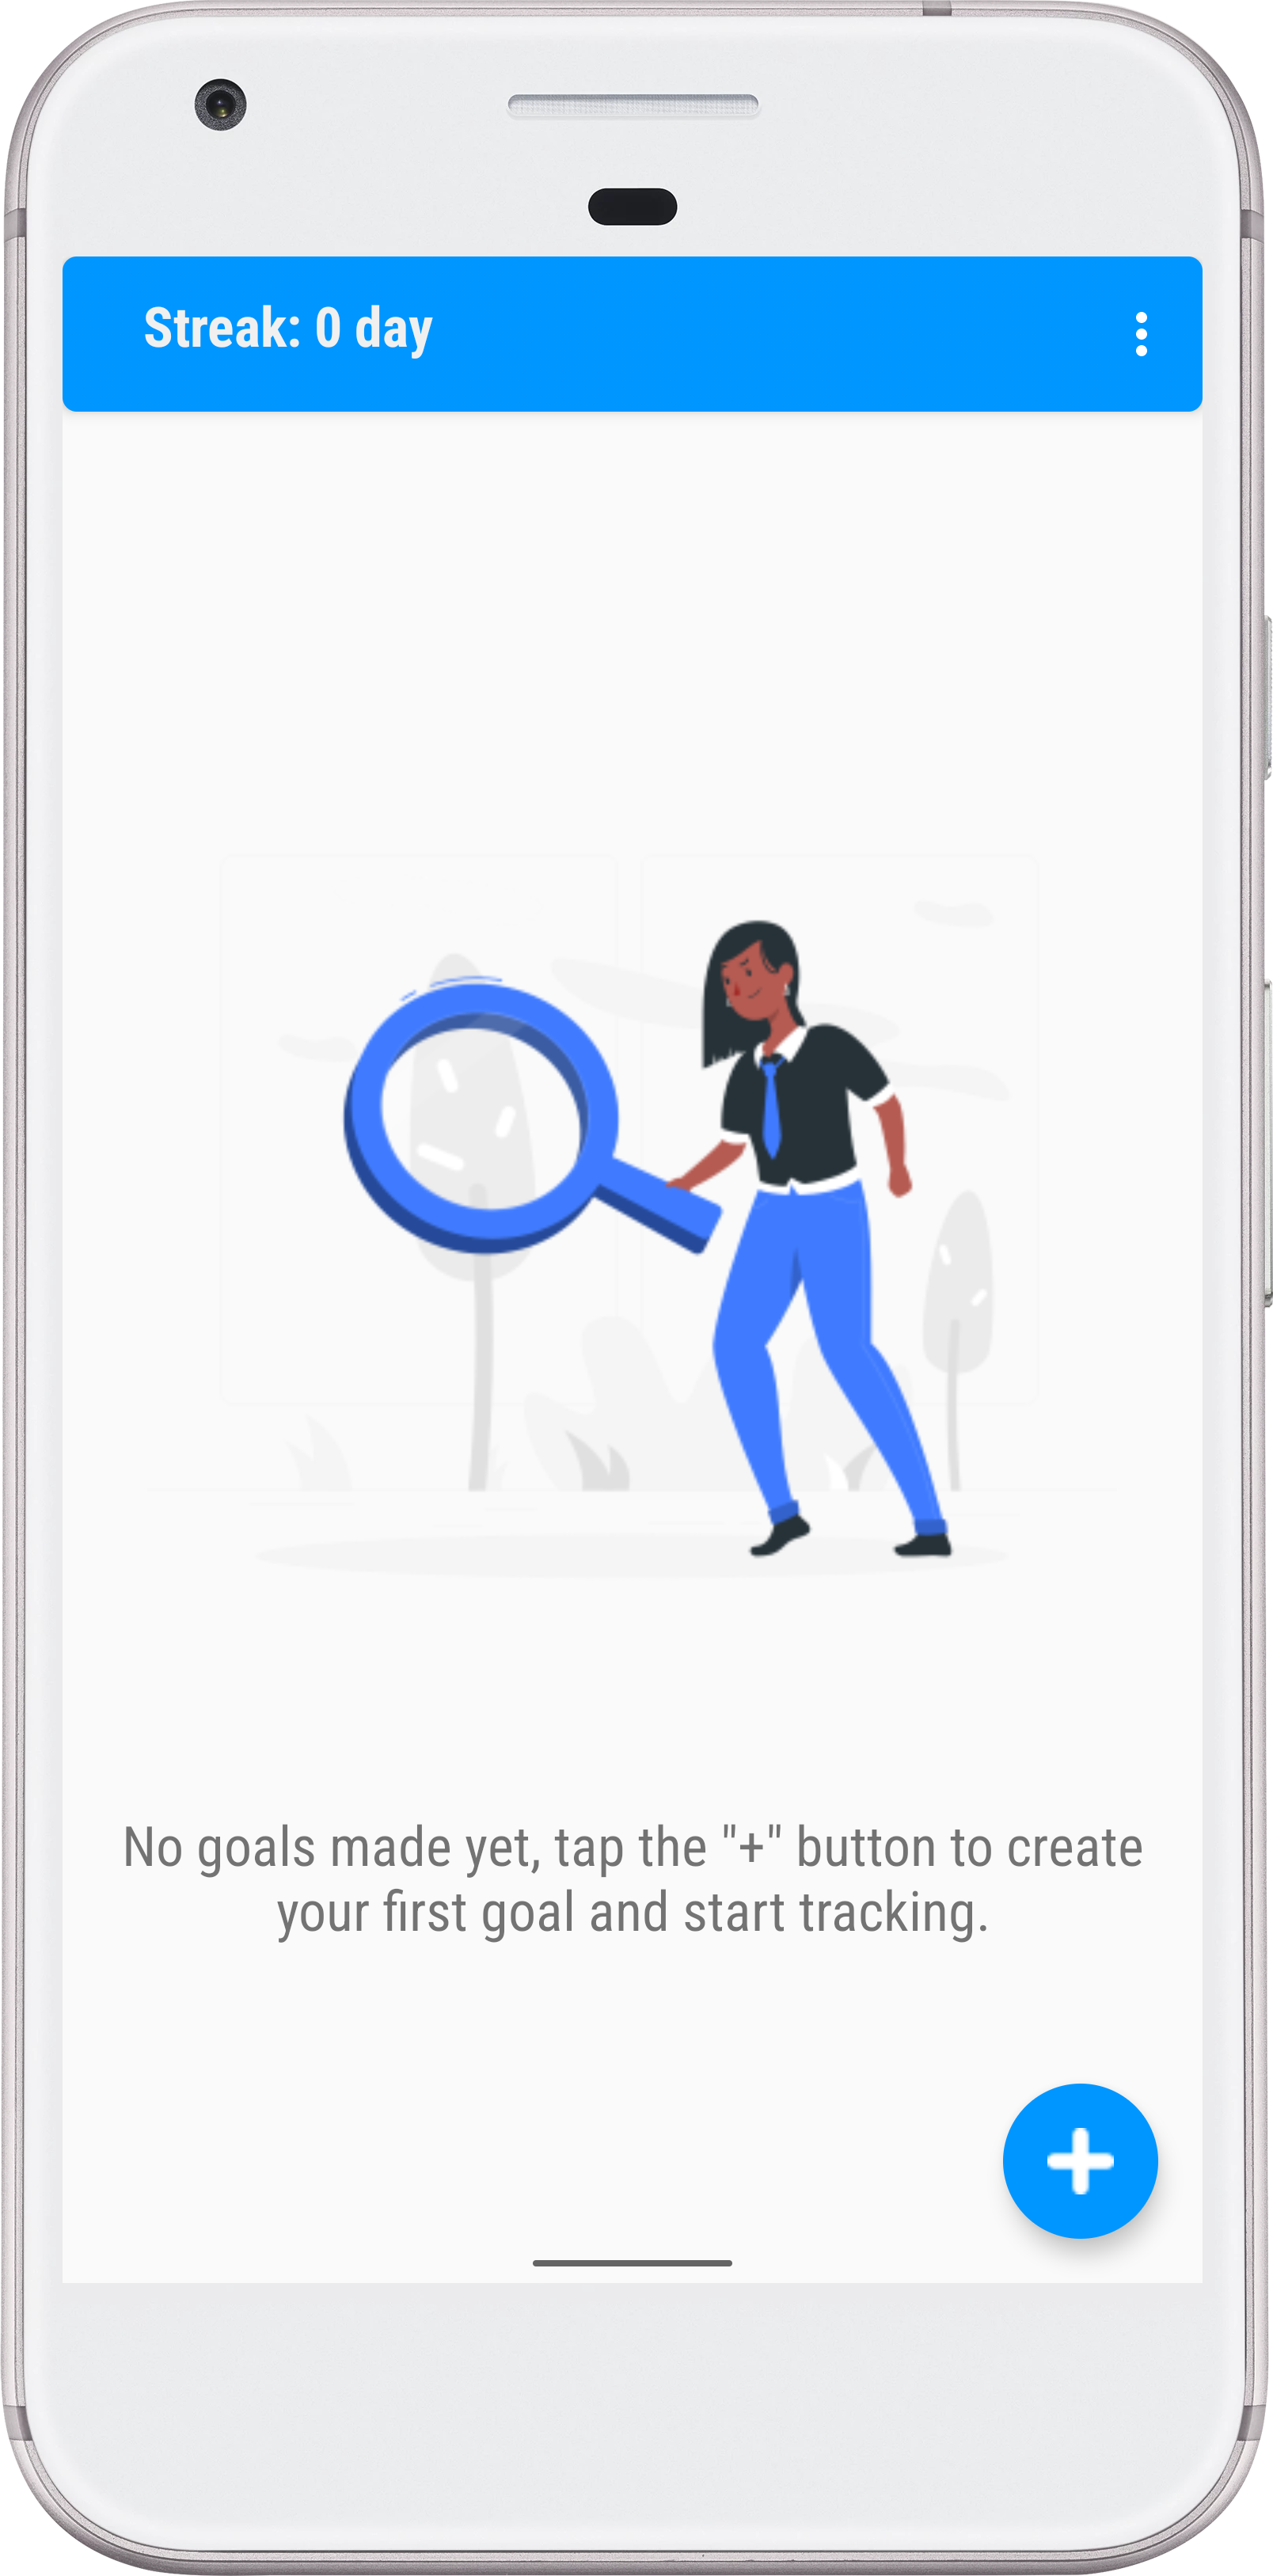 Streak: 0 day
No goals made yet, tap the "+" button to create
your first goal and start tracking.